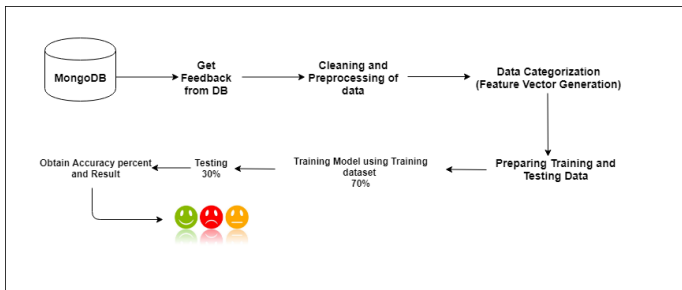 MongoDB
Get
Feedback
from DB
Cleaning and
Preprocessing of
data
Data Categorization
(Feature Vector Generation)
Preparing Training and
Testing Data
Training Model using Training
dataset
70%
Testing
30%
Obtain Accuracy percent
and Result